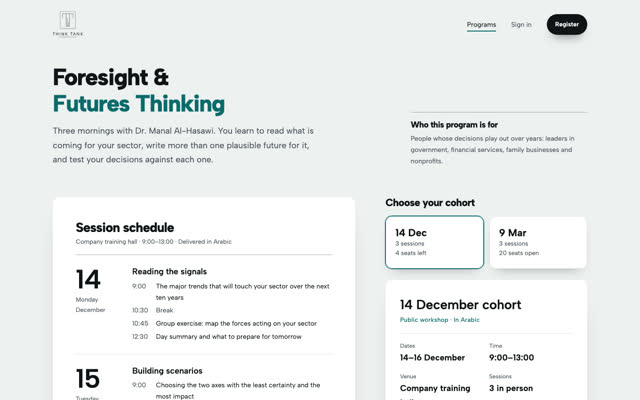 THINK TANK
Programs
Sign in
Register
Foresight &
Futures Thinking
Three mornings with Dr. Manal Al-Hasawi. You learn to read what is
coming for your sector, write more than one plausible future for it,
and test your decisions against each one.
Who this program is for
People whose decisions play out over years: leaders in
government, financial services, family businesses and
nonprofits.
Session schedule
Company training hall · 9:00–13:00 · Delivered in Arabic
14
Monday
December
Reading the signals
9:00 The major trends that will touch your sector over the next
ten years
10:30 Break
10:45 Group exercise: map the forces acting on your sector
12:30 Day summary and what to prepare for tomorrow
15
Tuesday
Building scenarios
9:00 Choosing the two axes with the least certainty and the
most impact
Choose your cohort
14 Dec
3 sessions
4 seats left
9 Mar
3 sessions
20 seats open
14 December cohort
Public workshop · In Arabic
Dates
14–16 December
Time
9:00–13:00
Venue
Company training
Sessions
3 in person